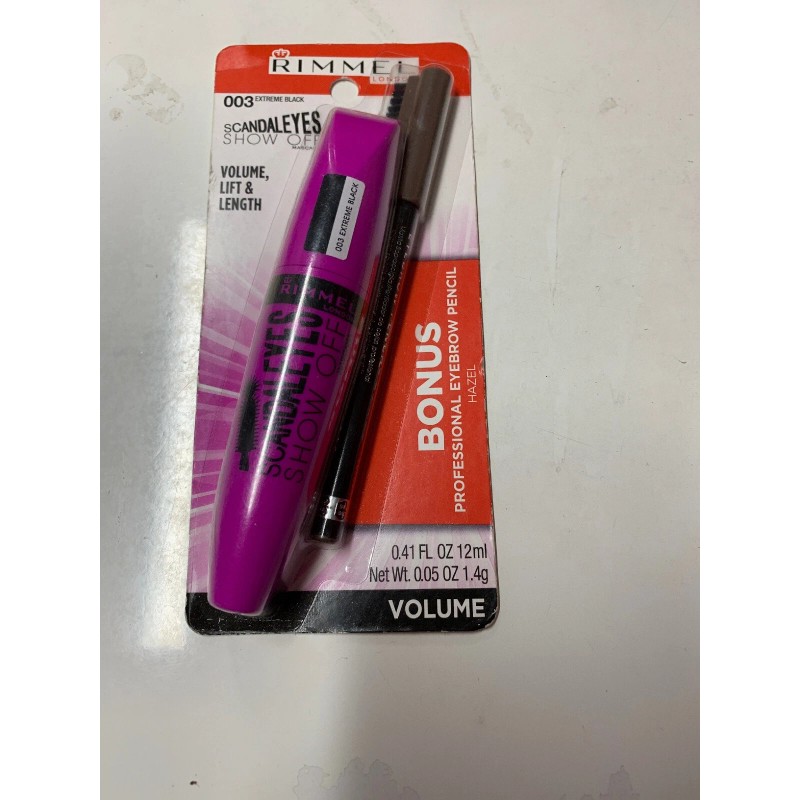 RIMMEL
LONDON
003 EXTREME BLACK
SCANDALEYES
SHOW OFF
VOLUME,
LIFT &
LENGTH
003 EXTREME BLACK
RIMMEL
SCANDALEYES
SHOW OFF
BONUS
PROFESSIONAL EYEBROW PENCIL
HAZEL
0.41 FL OZ 12ml
Net Wt. 0.05 OZ 1.4g
VOLUME